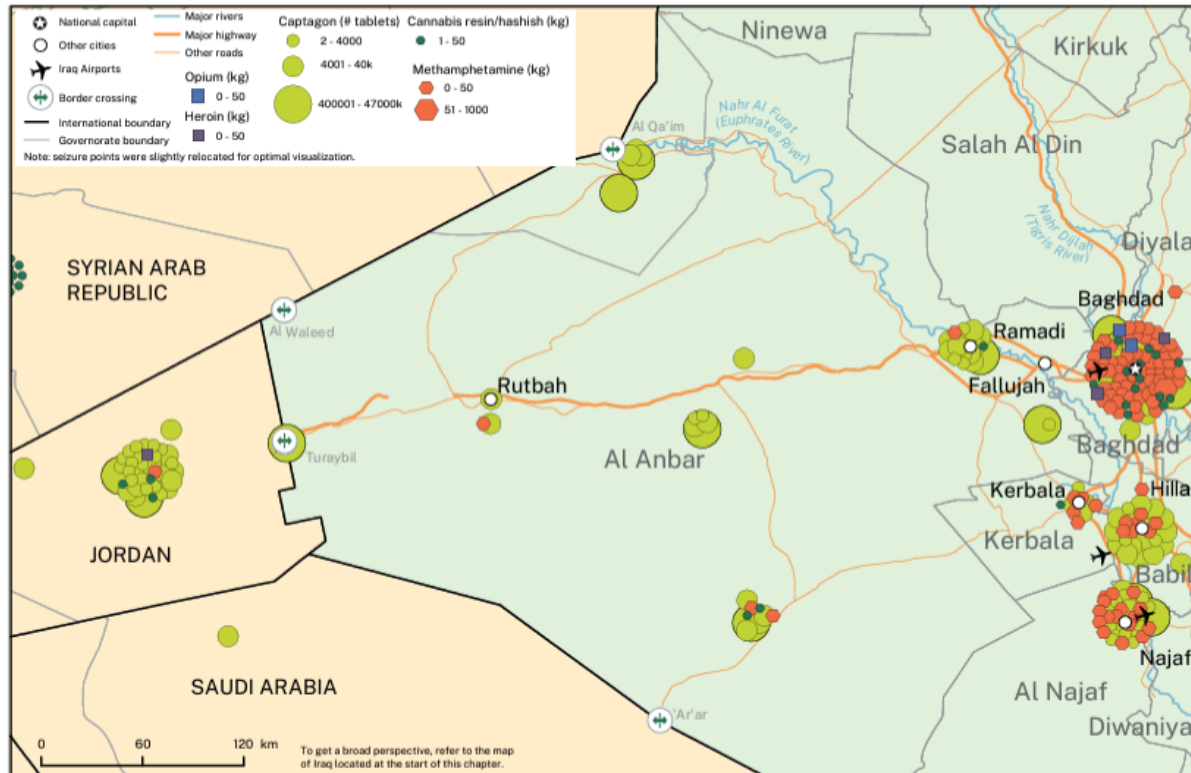 National capital
Other cities
Iraq Airports
Border crossing
International boundary
Governorate boundary
Major rivers
Major highway
Other roads
Opium (kg)
0 - 50
Heroin (kg)
0 - 50
Captagon (# tablets)
2 - 4000
4001 - 40k
400001 - 47000k
Cannabis resin/hashish (kg)
1 - 50
Methamphetamine (kg)
0 - 50
51 - 1000
Note: seizure points were slightly relocated for optimal visualization.
Ninewa
Kirkuk
Nahr Al Furat
(Euphrates River)
Al Qa'im
Salah Al Din
Nahr Dijlah
(Tigris River)
Diyala
SYRIAN ARAB
REPUBLIC
Baghdad
Al Waleed
Ramadi
Fallujah
Rutbah
Baghdad
Turaybil
Al Anbar
Kerbala
Hilla
JORDAN
Kerbala
Babil
Najaf
SAUDI ARABIA
Al Najaf
'Ar'ar
Diwaniya
0 60 120 km
To get a broad perspective, refer to the map
of Iraq located at the start of this chapter.